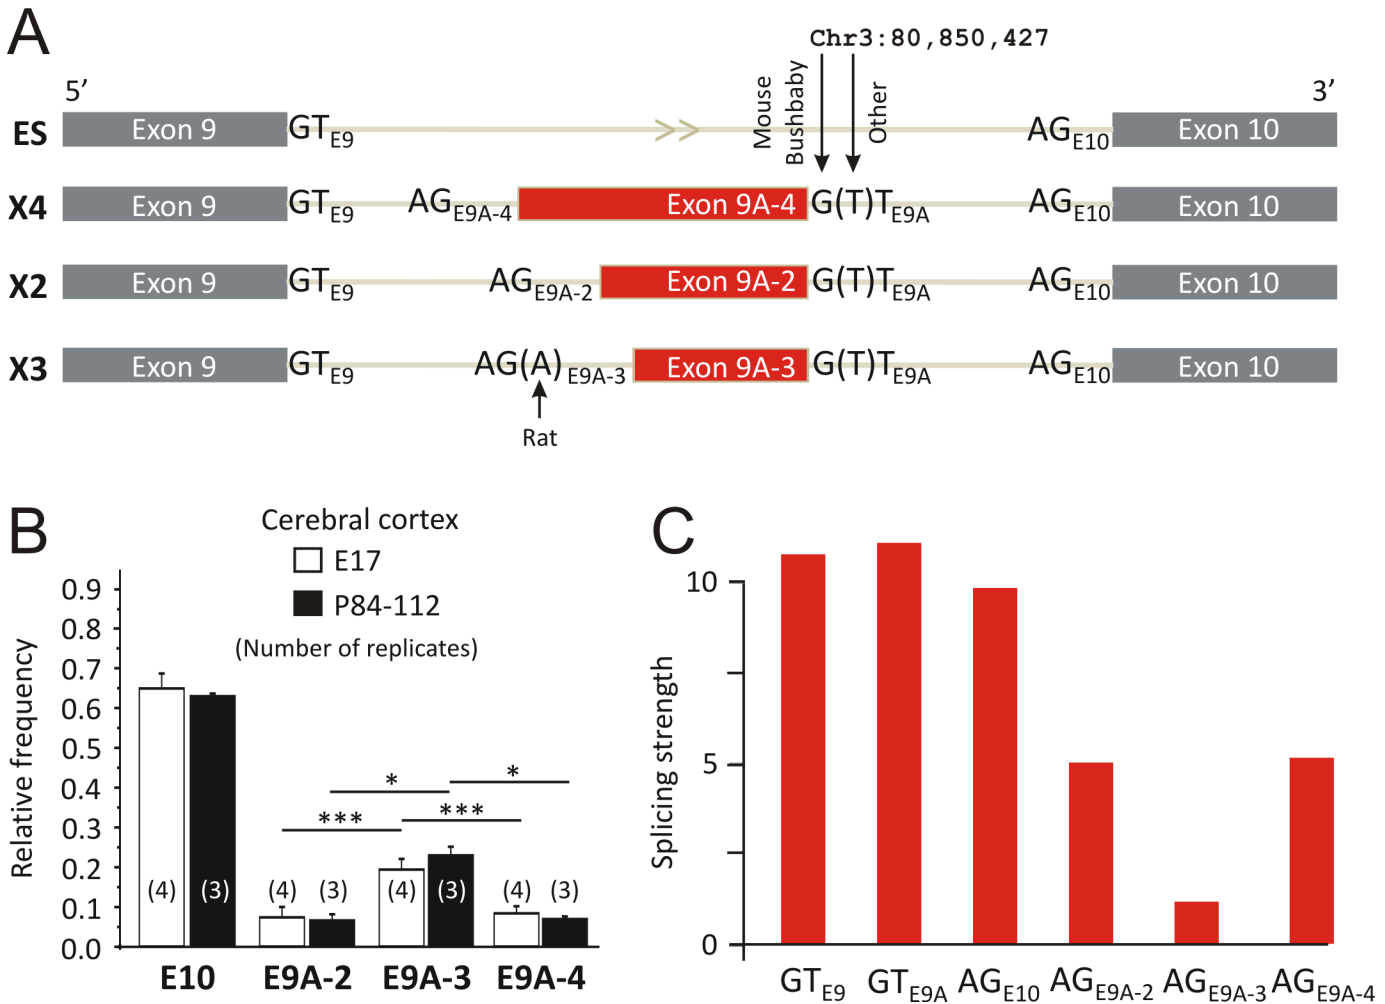 A
Chr3:80,850,427
Mouse
Bushbaby
Other
5’ 3’
ES Exon 9 GTE9 >> AGE10 Exon 10
X4 Exon 9 GTE9 AGE9A-4 Exon 9A-4 G(T)TE9A AGE10 Exon 10
X2 Exon 9 GTE9 AGE9A-2 Exon 9A-2 G(T)TE9A AGE10 Exon 10
X3 Exon 9 GTE9 AG(A)E9A-3 Exon 9A-3 G(T)TE9A AGE10 Exon 10
Rat
B
Cerebral cortex
E17
P84-112
(Number of replicates)
Relative frequency
0.9
0.8
0.7
0.6
0.5
0.4
0.3
0.2
0.1
0.0
* *
*** ***
(4) (3) (4) (3) (4) (3) (4) (3)
E10 E9A-2 E9A-3 E9A-4
C
Splicing strength
10
5
0
GTE9 GTE9A AGE10 AGE9A-2 AGE9A-3 AGE9A-4